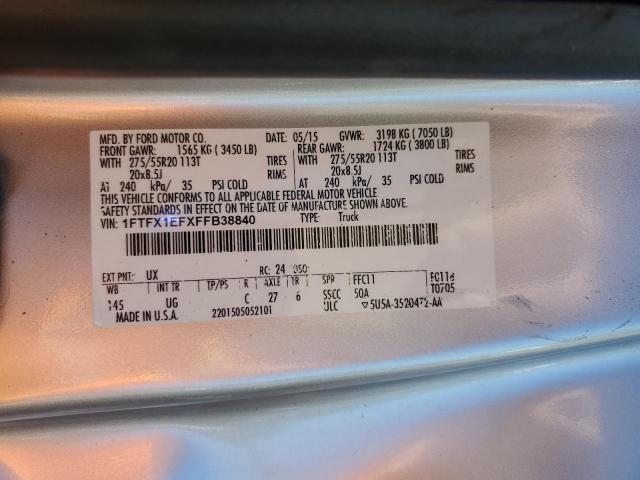 MFD. BY FORD MOTOR CO. 05/15 GVWR: 3198 KG ( 7050 LB)
FRONT GAWR: 1565 KG ( 3450 LB) REAR GAWR: 1724 KG ( 3800 LB)
WITH 275/55R20 113T TIRES WITH 275/55R20 113T TIRES
20x8.5J RIMS 20x8.5J RIMS
AT 240 kPa/ 35 PSI COLD AT 240 kPa/ 35 PSI COLD
THIS VEHICLE CONFORMS TO ALL APPLICABLE FEDERAL MOTOR VEHICLE
SAFETY STANDARDS IN EFFECT ON THE DATE OF MANUFACTURE SHOWN ABOVE.
VIN: 1FTFX1EFXFFB38840 TYPE: Truck
EXT PNT: UX RC: 24 DSO:
WB INT TR TP/PS R AXLE TR SPR FFC11 FC116
145 UG C 27 6 SSCC 50A T0705
MADE IN U.S.A. 2201505052101 ULC 5U5A-3520472-AA